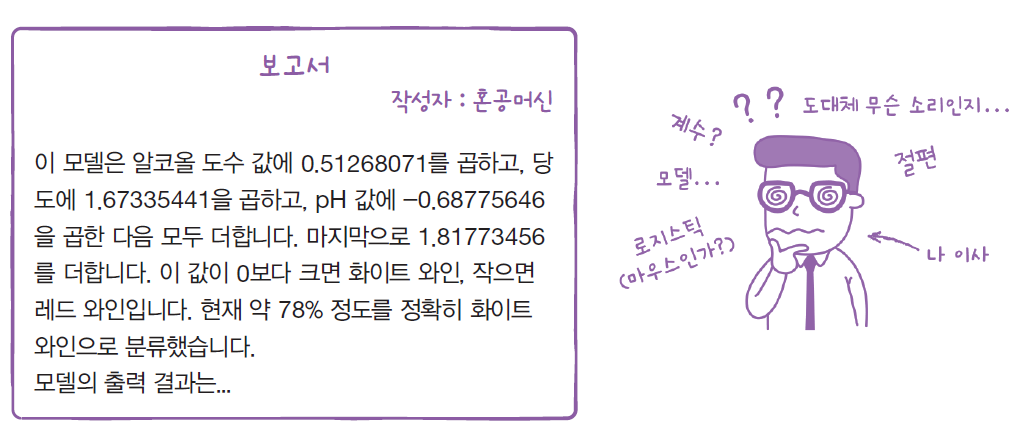 보고서
작성자 : 혼공머신
이 모델은 알코올 도수 값에 0.51268071를 곱하고, 당
도에 1.67335441을 곱하고, pH 값에 –0.68775646
을 곱한 다음 모두 더합니다. 마지막으로 1.81773456
를 더합니다. 이 값이 0보다 크면 화이트 와인, 작으면
레드 와인입니다. 현재 약 78% 정도를 정확히 화이트
와인으로 분류했습니다.
모델의 출력 결과는...
? ?
도대체 무슨 소리인지...
계수?
절편
모델...
로지스틱
(마우스인가?)
나 이사